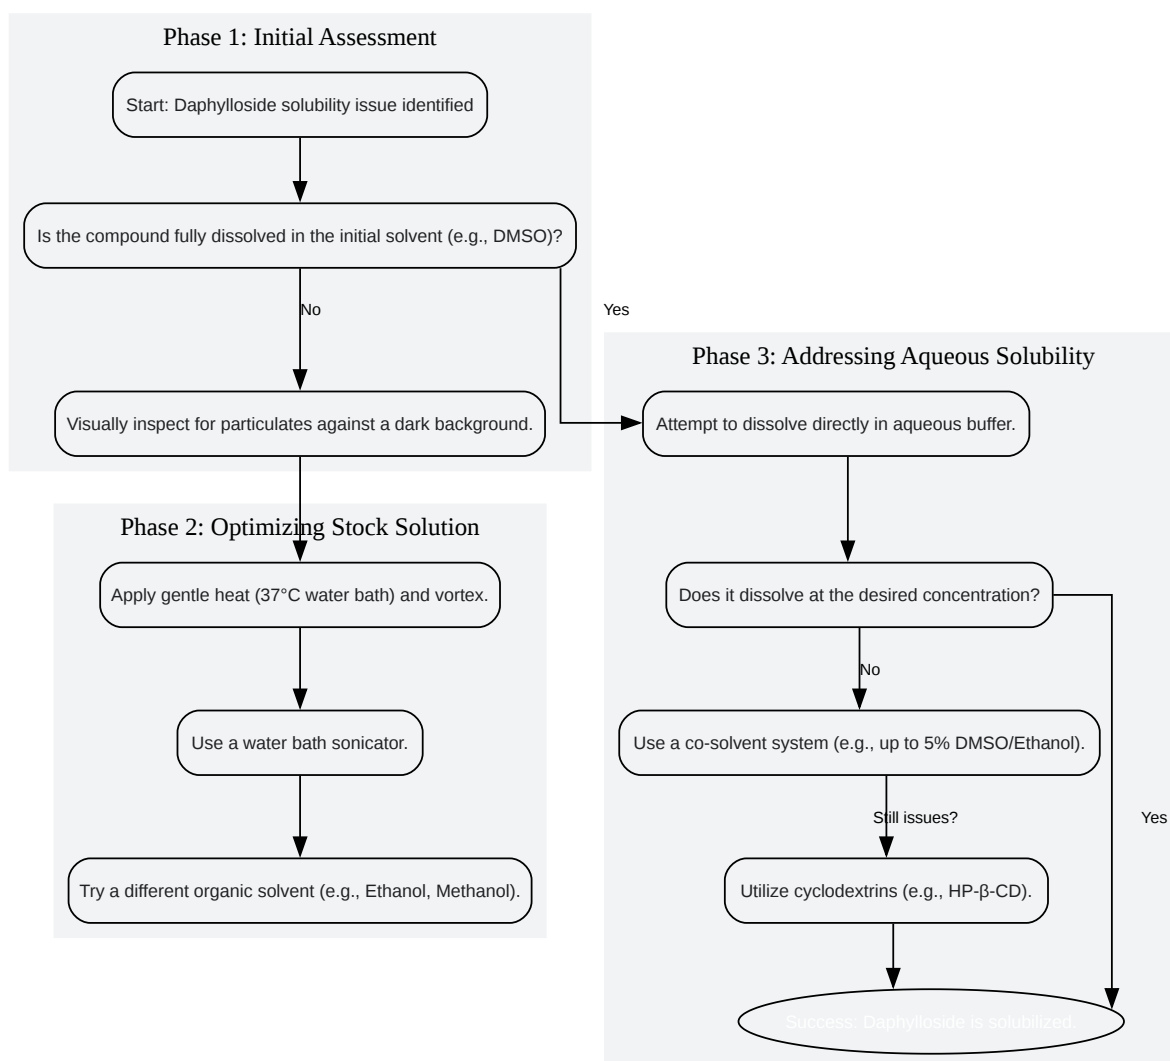 Phase 1: Initial Assessment
Start: Daphylloside solubility issue identified
Is the compound fully dissolved in the initial solvent (e.g., DMSO)?
No
Yes
Visually inspect for particulates against a dark background.
Phase 2: Optimizing Stock Solution
Apply gentle heat (37°C water bath) and vortex.
Use a water bath sonicator.
Try a different organic solvent (e.g., Ethanol, Methanol).
Phase 3: Addressing Aqueous Solubility
Attempt to dissolve directly in aqueous buffer.
Does it dissolve at the desired concentration?
No
Use a co-solvent system (e.g., up to 5% DMSO/Ethanol).
Still issues?
Yes
Utilize cyclodextrins (e.g., HP-β-CD).
Success: Daphylloside is solubilized.